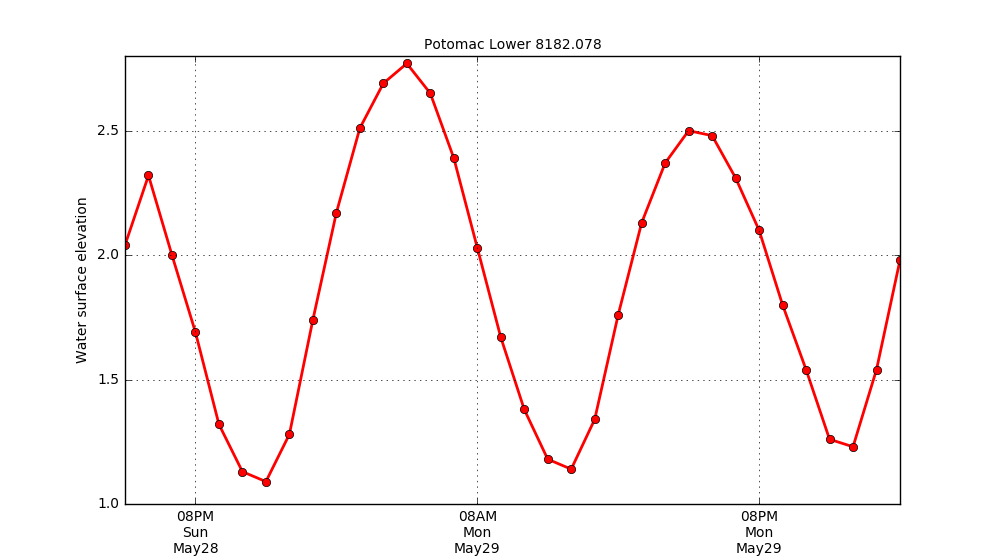 Potomac Lower 8182.078
Water surface elevation
2.5
2.0
1.5
1.0
08PM
Sun
May28
08AM
Mon
May29
08PM
Mon
May29